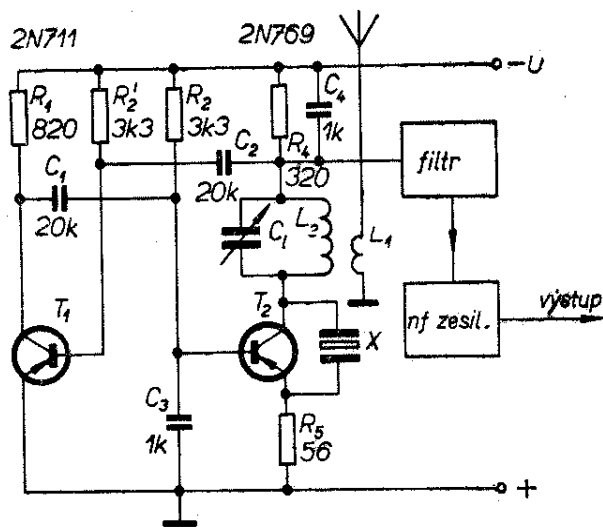 2N711
2N769
-U
R1
820
R2'
3k3
R2
3k3
C4
1k
R4
320
C1
20k
C2
20k
filtr
Cl
L2
L1
T1
T2
X
nf zesil.
výstup
C3
1k
R5
56
+